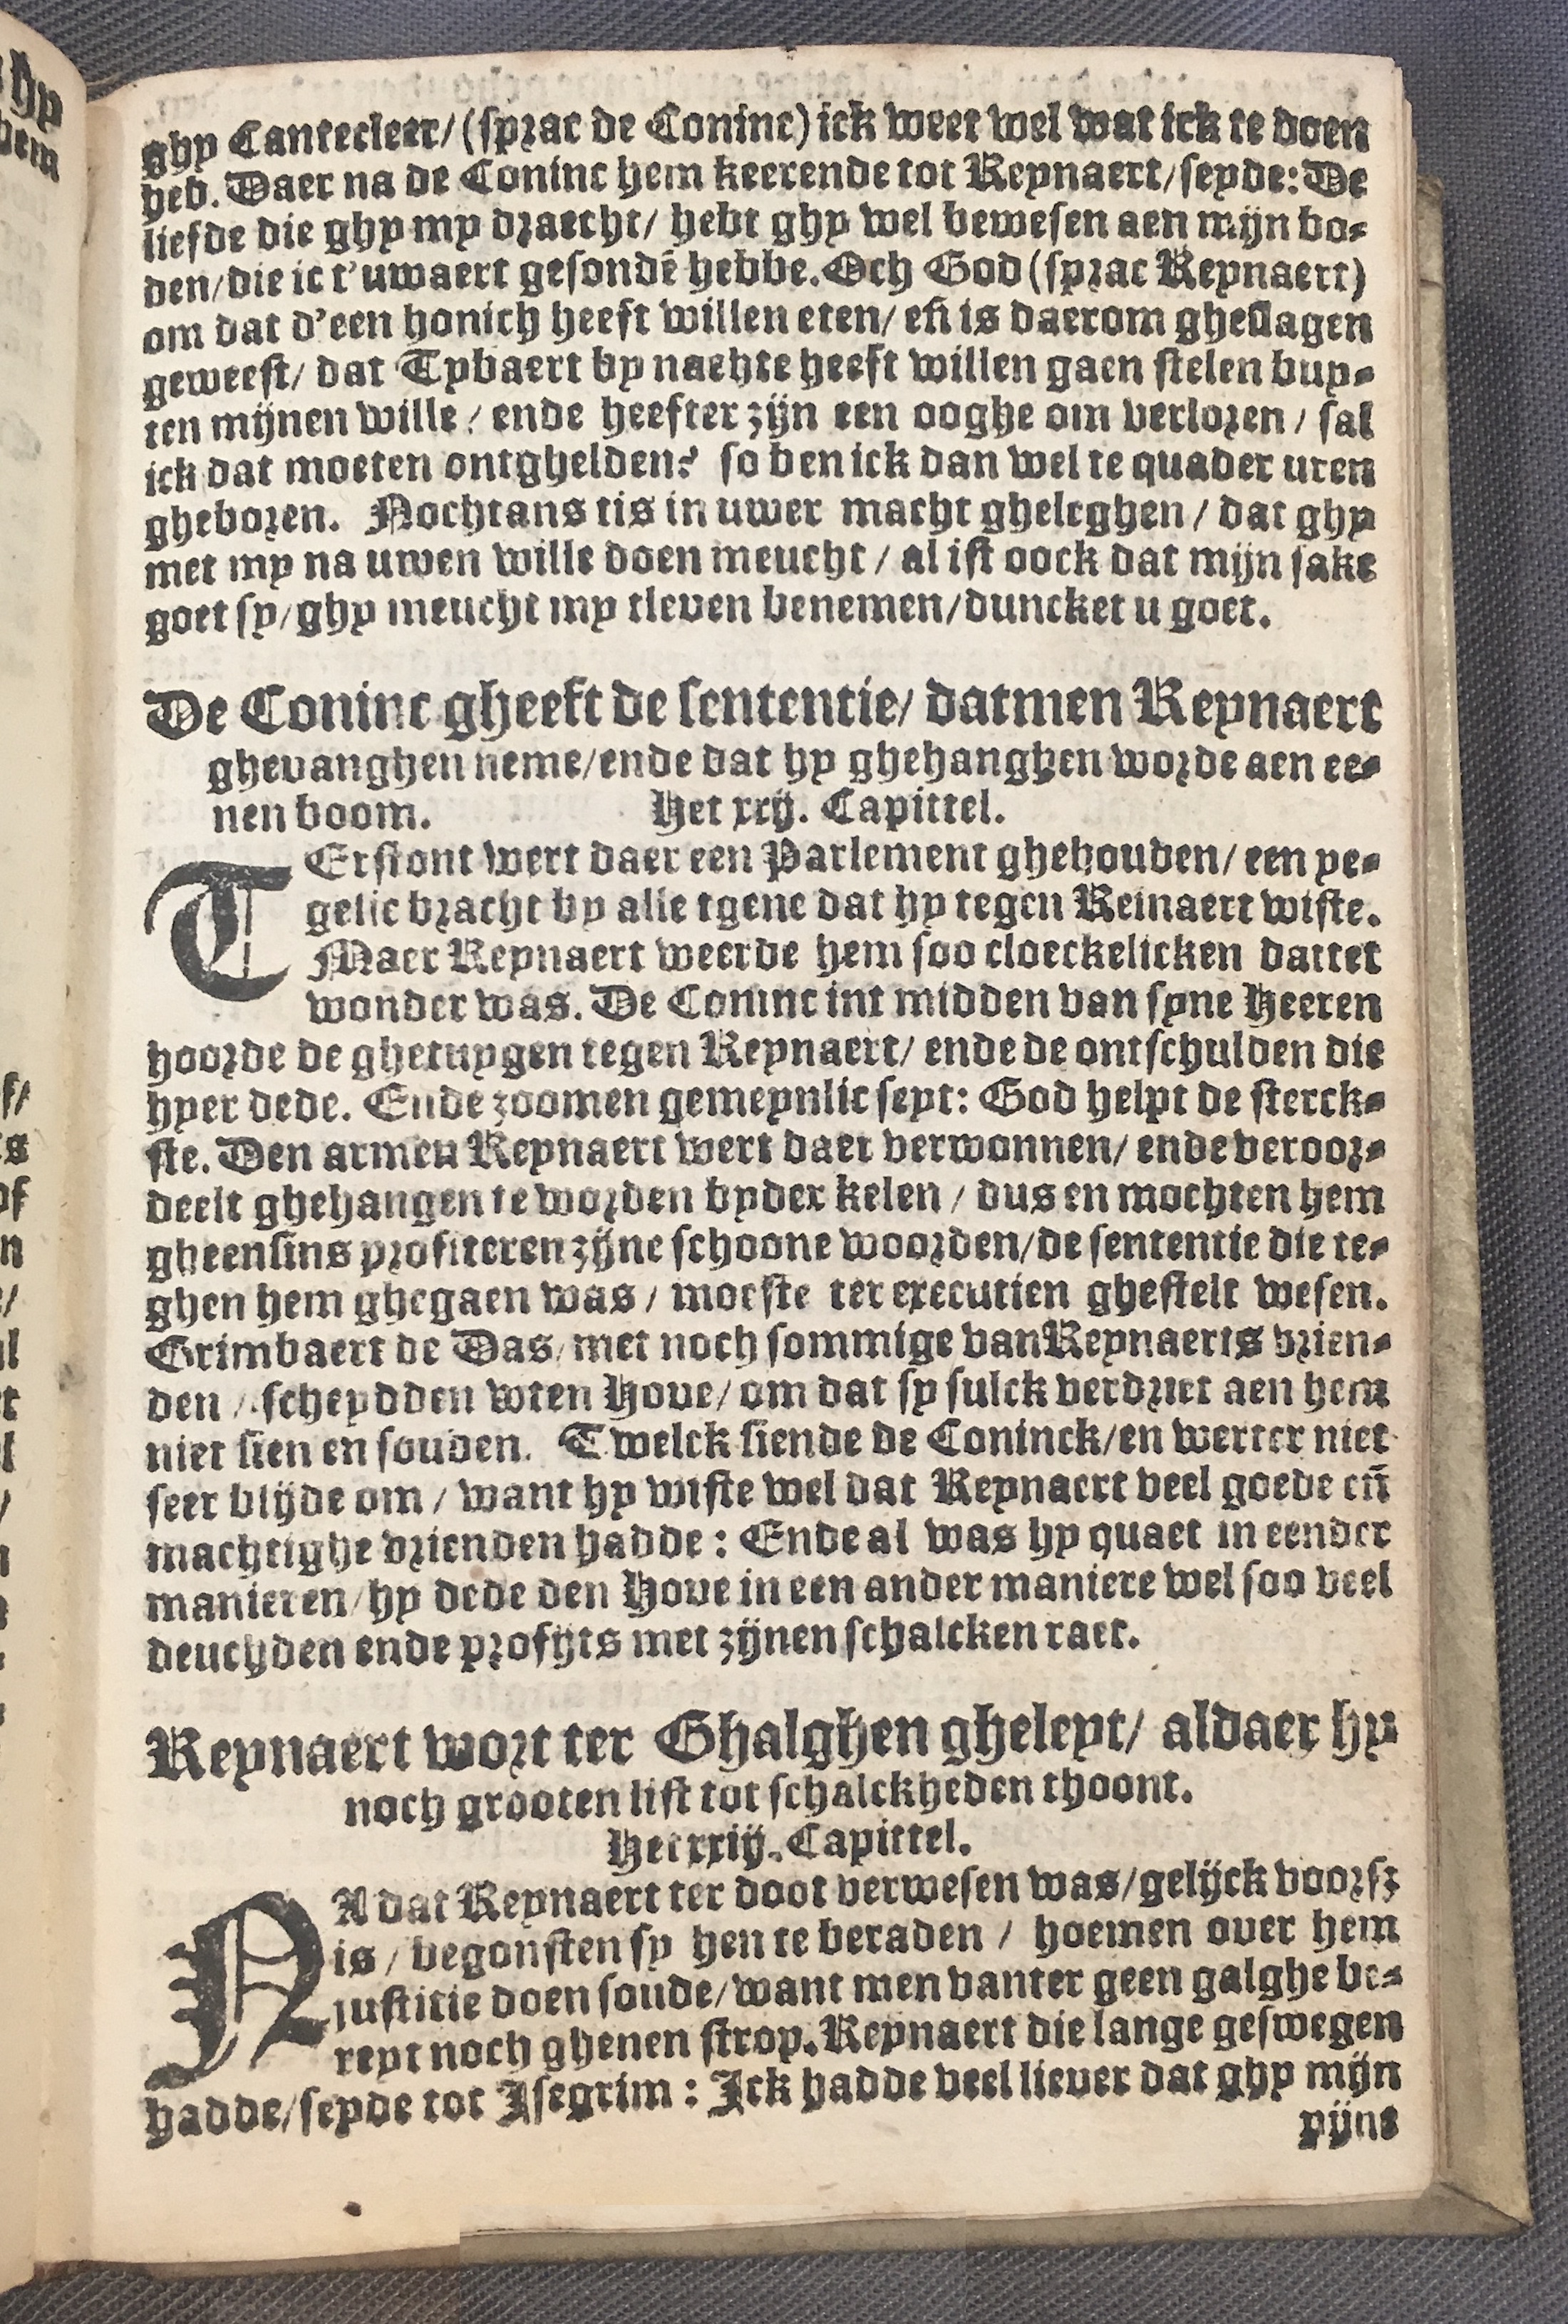 ghy Cantecleer/ (sprac de Coninc) ick weet wel wat ick te doen
heb. Daer na de Coninc hem keerende tot Reynaert/ seyde: De
liefde die ghy my draecht/ hebt ghy wel bewesen aen mijn bo-
den/ die ic t'uwaert gesondē hebbe. Och God (sprac Reynaert)
om dat d'een honich heeft willen eten/ eñ is daerom gheslagen
geweest/ dat Tybaert by nachte heeft willen gaen stelen buy-
ten mijnen wille / ende heefter zijn een ooghe om verloren / sal
ick dat moeten ontghelden? so ben ick dan wel te quader uren
gheboren. Nochtans tis in uwer macht gheleghen / dat ghy
met my na uwen wille doen meucht / al ist oock dat mijn sake
goet sy/ ghy meucht my tleven benemen/ duncket u goet.
De Coninc gheeft de sententie/ datmen Reynaert
ghevanghen neme/ ende dat hy ghehanghen worde aen ee-
nen boom. Het xxij. Capittel.
TErstont wert daer een Parlement ghehouden/ een ye-
gelic bracht by alle tgene dat hy tegen Reinaert wiste.
Maer Reynaert weerde hem soo cloeckelicken dattet
wonder was. De Coninc int midden van syne Heeren
hoorde de ghetuygen tegen Reynaert/ ende de ontschulden die
hyer dede. Ende zoomen gemeynlic seyt: God helpt de sterck-
ste. Den armen Reynaert wert daer verwonnen/ ende veroor-
deelt ghehangen te worden byder kelen / dus en mochten hem
gheensins profiteren zijne schoone woorden/ de sententie die te-
ghen hem ghegaen was / moeste ter executien ghestelt wesen.
Grimbaert de Das/ met noch sommige van Reynaerts vrien-
den / scheydden wten Hove/ om dat sy sulck verdriet aen hem
niet sien en souden. Twelck siende de Coninck/ en werter niet
seer blijde om / want hy wiste wel dat Reynaert veel goede eñ
machtighe vrienden hadde : Ende al was hy quaet in eender
manieren/ hy dede den Hove in een ander maniere wel soo veel
deuchden ende profijts met zijnen schalcken raet.
Reynaert wort ter Ghalghen gheleyt/ aldaer hy
noch grooten list tot schalckheden thoont.
Het xxiij. Capittel.
NA dat Reynaert ter doot verwesen was/ gelijck voorsz
is / begonsten sy hen te beraden / hoemen over hem
justicie doen soude/ want men vanter geen galghe be-
reyt noch ghenen strop. Reynaert die lange geswegen
hadde/ seyde tot Isegrim : Ick hadde veel liever dat ghy mijn
pijne